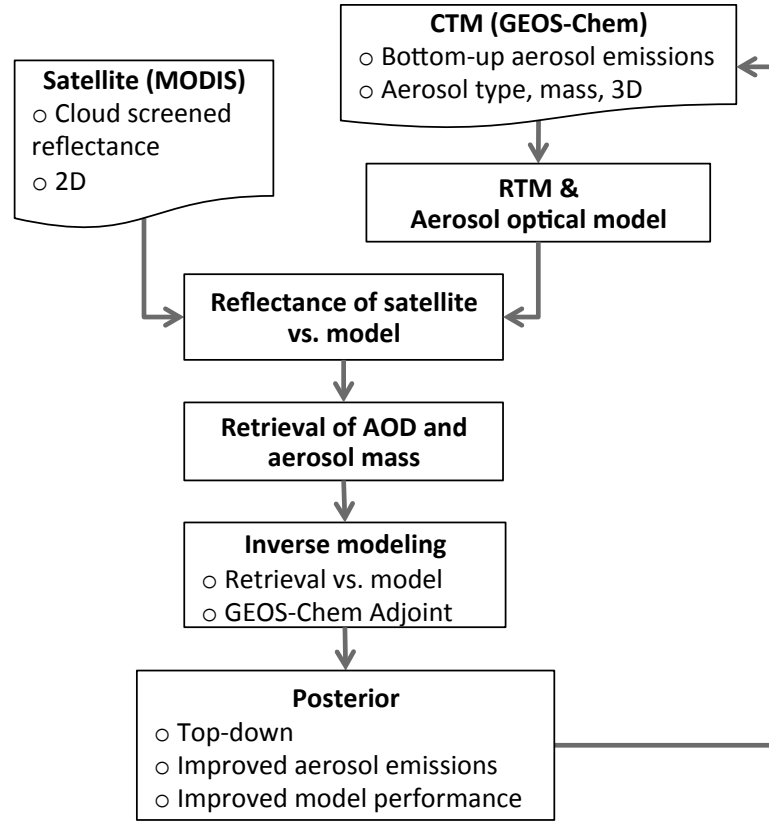 CTM (GEOS-Chem)
○ Bottom-up aerosol emissions
○ Aerosol type, mass, 3D
Satellite (MODIS)
○ Cloud screened
reflectance
○ 2D
RTM &
Aerosol optical model
Reflectance of satellite
vs. model
Retrieval of AOD and
aerosol mass
Inverse modeling
○ Retrieval vs. model
○ GEOS-Chem Adjoint
Posterior
○ Top-down
○ Improved aerosol emissions
○ Improved model performance